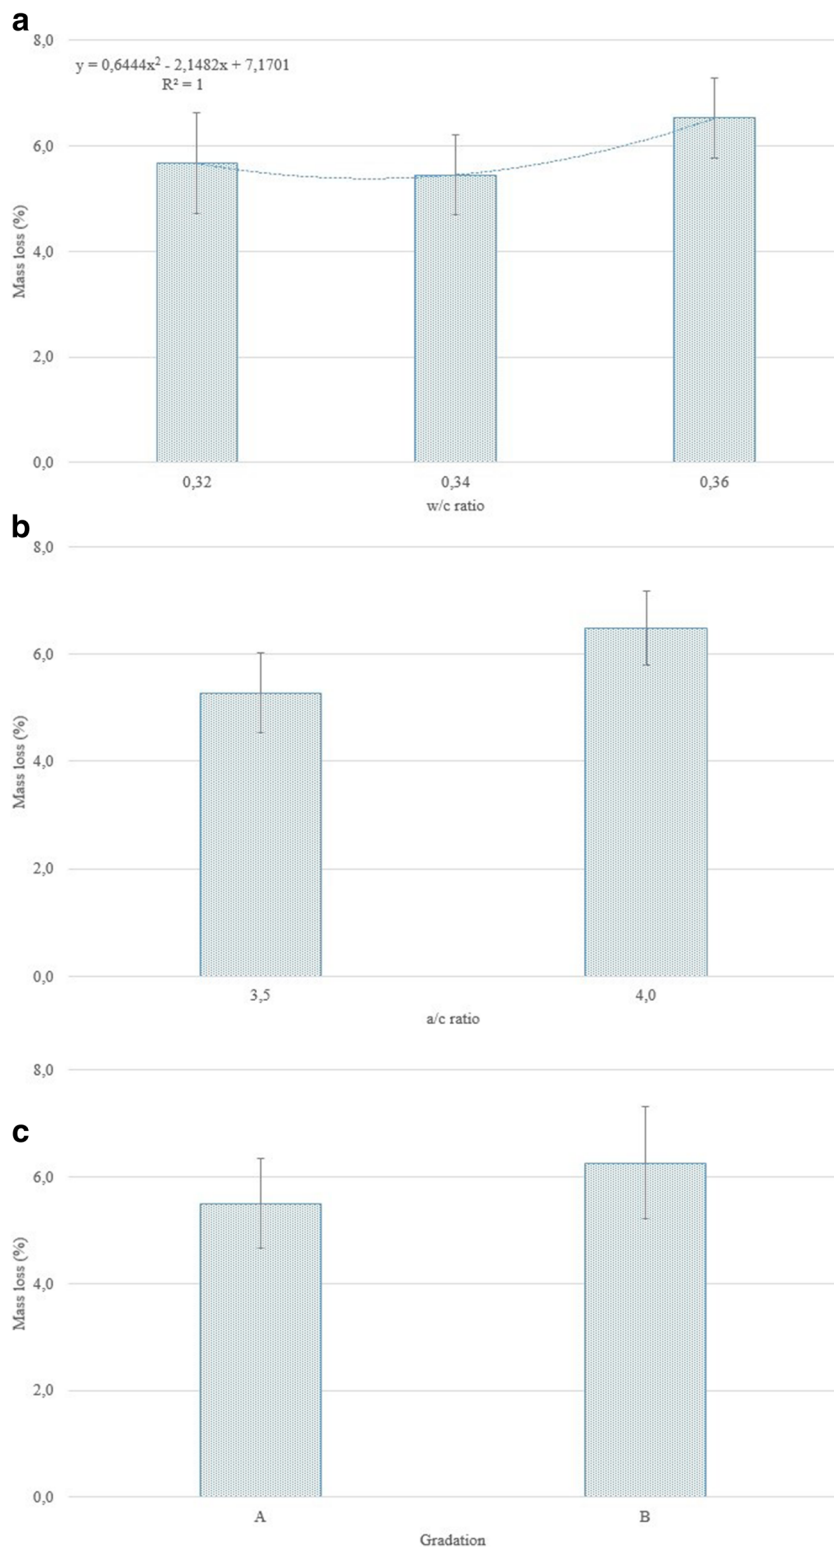 a
8,0
y = 0,6444x² - 2,1482x + 7,1701
R² = 1
6,0
Mass loss (%)
4,0
2,0
0,0
0,32 0,34 0,36
w/c ratio
b
8,0
6,0
Mass loss (%)
4,0
2,0
0,0
3,5 4,0
a/c ratio
8,0
c
6,0
Mass loss (%)
4,0
2,0
0,0
A B
Gradation